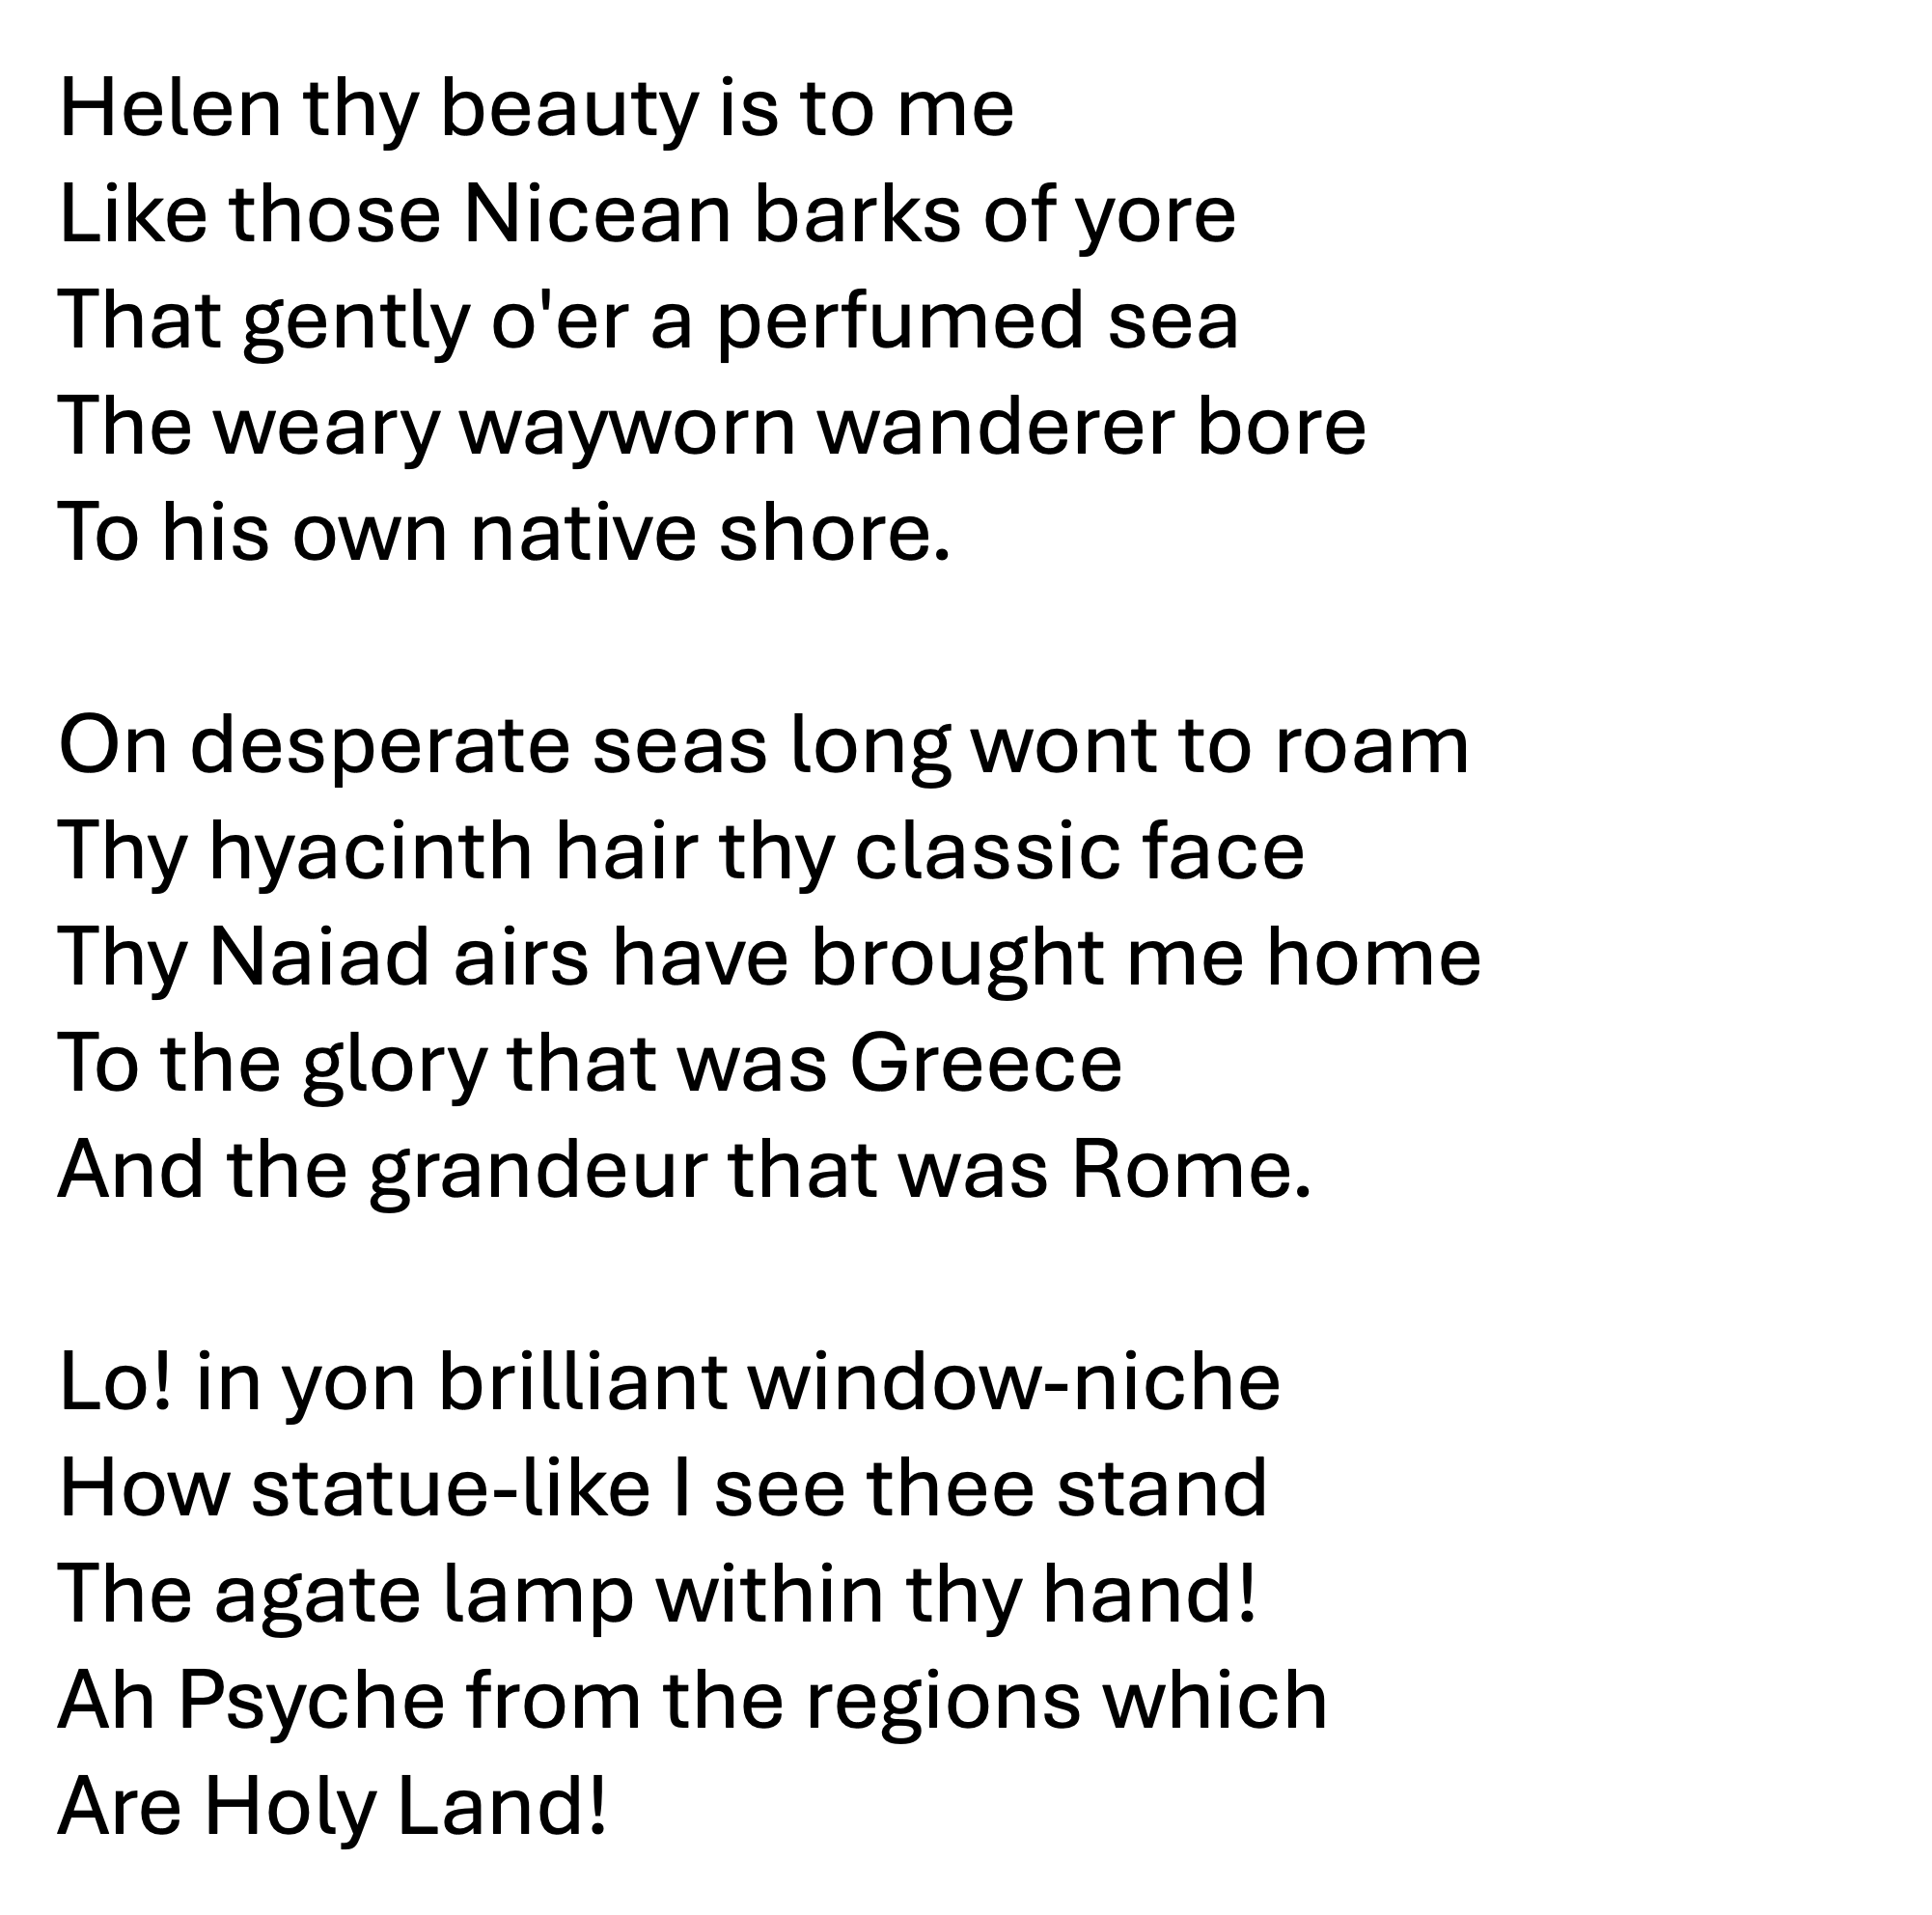 Helen thy beauty is to me
Like those Nicean barks of yore
That gently o'er a perfumed sea
The weary wayworn wanderer bore
To his own native shore.

On desperate seas long wont to roam
Thy hyacinth hair thy classic face
Thy Naiad airs have brought me home
To the glory that was Greece
And the grandeur that was Rome.

Lo! in yon brilliant window-niche
How statue-like I see thee stand
The agate lamp within thy hand!
Ah Psyche from the regions which
Are Holy Land!